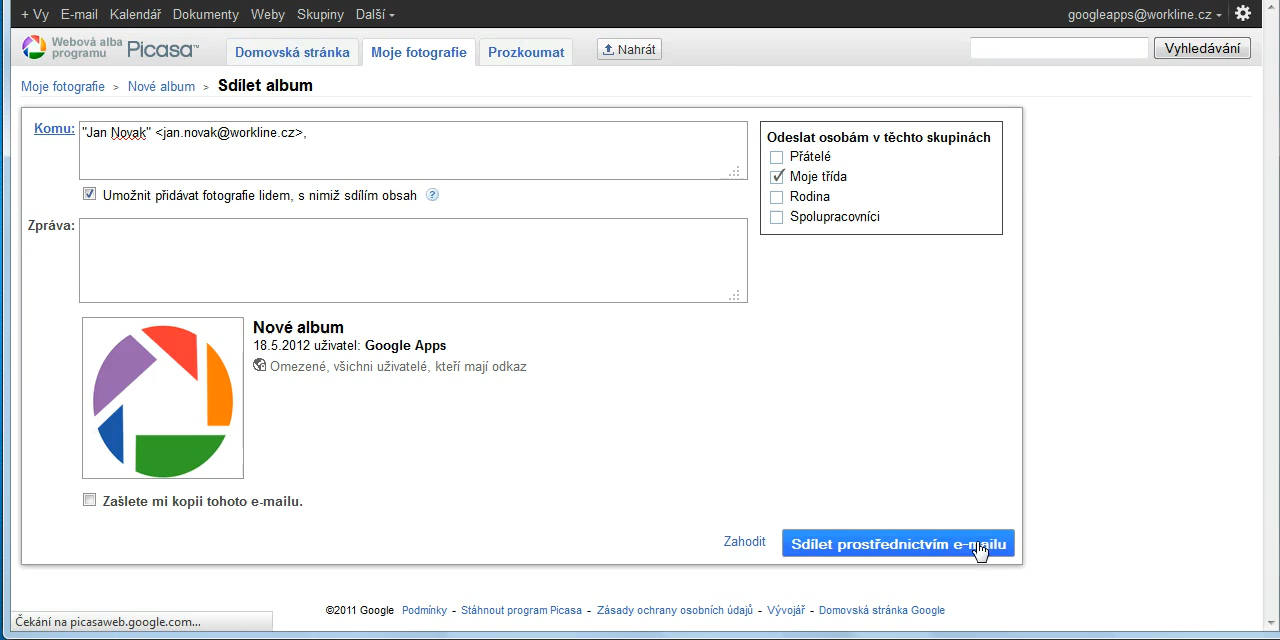 + Vy E-mail Kalendář Dokumenty Weby Skupiny Další googleapps@workline.cz
Webová alba programu Picasa™ Domovská stránka Moje fotografie Prozkoumat Nahrát Vyhledávání
Moje fotografie > Nové album > Sdílet album
Komu: "Jan Novak" <jan.novak@workline.cz>,
Odeslat osobám v těchto skupinách
Přátelé
Moje třída
Rodina
Spolupracovníci
Umožnit přidávat fotografie lidem, s nimiž sdílím obsah ?
Zpráva:
Nové album
18.5.2012 uživatel: Google Apps
Omezené, všichni uživatelé, kteří mají odkaz
Zašlete mi kopii tohoto e-mailu.
Zahodit Sdílet prostřednictvím e-mailu
©2011 Google Podmínky - Stáhnout program Picasa - Zásady ochrany osobních údajů - Vývojář - Domovská stránka Google
Čekání na picasaweb.google.com...